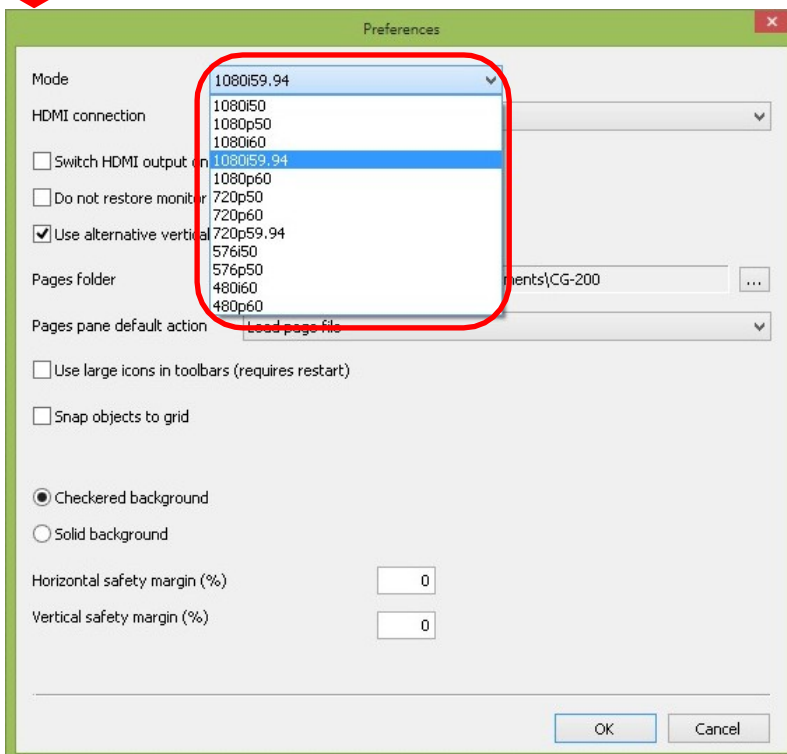 Preferences
Mode
1080i59.94
HDMI connection
1080i50
1080p50
1080i60
Switch HDMI output on 1080i59.94
1080p60
Do not restore monitor 720p50
720p60
Use alternative vertical 720p59.94
576i50
576p50
Pages folder ments\CG-200 ...
480i60
480p60
Pages pane default action Load page file
Use large icons in toolbars (requires restart)
Snap objects to grid
Checkered background
Solid background
Horizontal safety margin (%) 0
Vertical safety margin (%) 0
OK Cancel